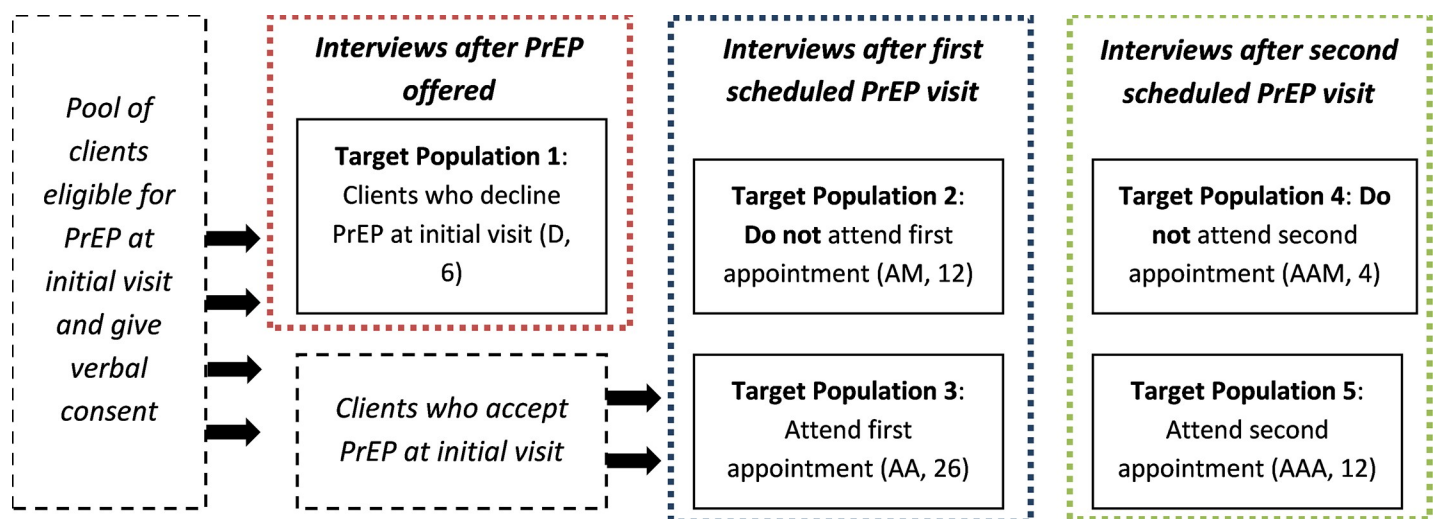 Pool of
clients
eligible for
PrEP at
initial visit
and give
verbal
consent
Interviews after PrEP
offered
Target Population 1:
Clients who decline
PrEP at initial visit (D,
6)
Clients who accept
PrEP at initial visit
Interviews after first
scheduled PrEP visit
Target Population 2:
Do not attend first
appointment (AM, 12)
Target Population 3:
Attend first
appointment (AA, 26)
Interviews after second
scheduled PrEP visit
Target Population 4: Do
not attend second
appointment (AAM, 4)
Target Population 5:
Attend second
appointment (AAA, 12)